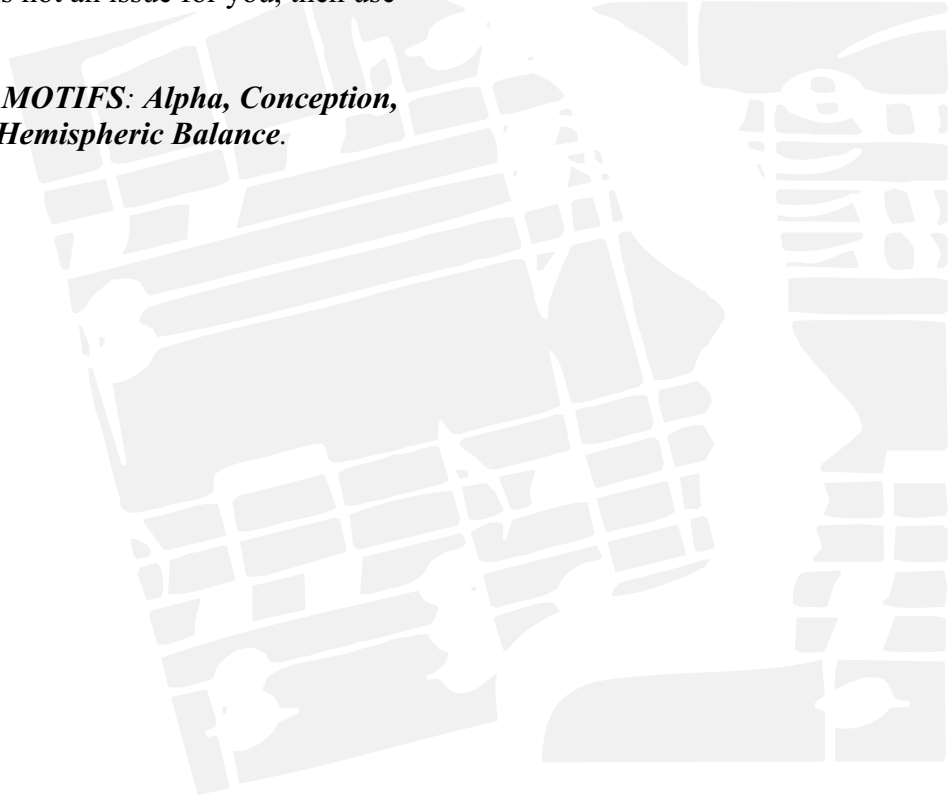 not an issue for you, then use
MOTIFS: Alpha, Conception,
Hemispheric Balance.